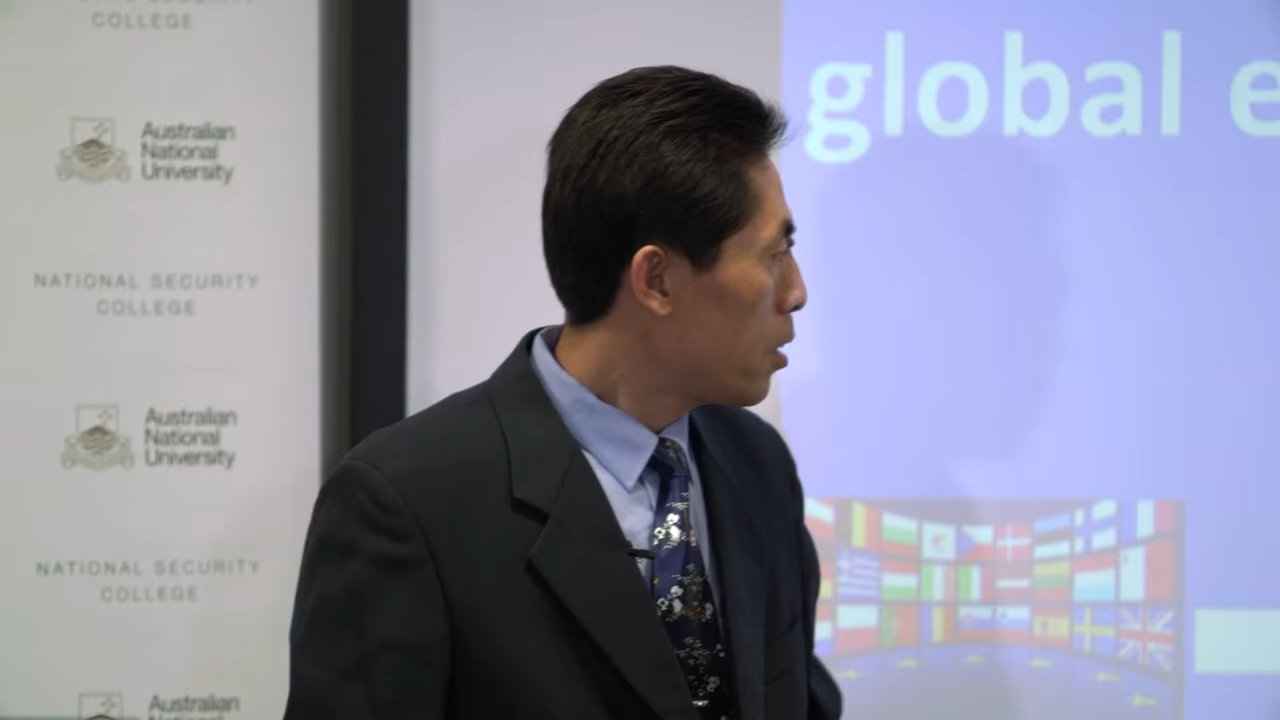 COLLEGE
Australian
National
University
NATIONAL SECURITY
COLLEGE
Australian
National
University
NATIONAL SECURITY
COLLEGE
Australian
National
global e